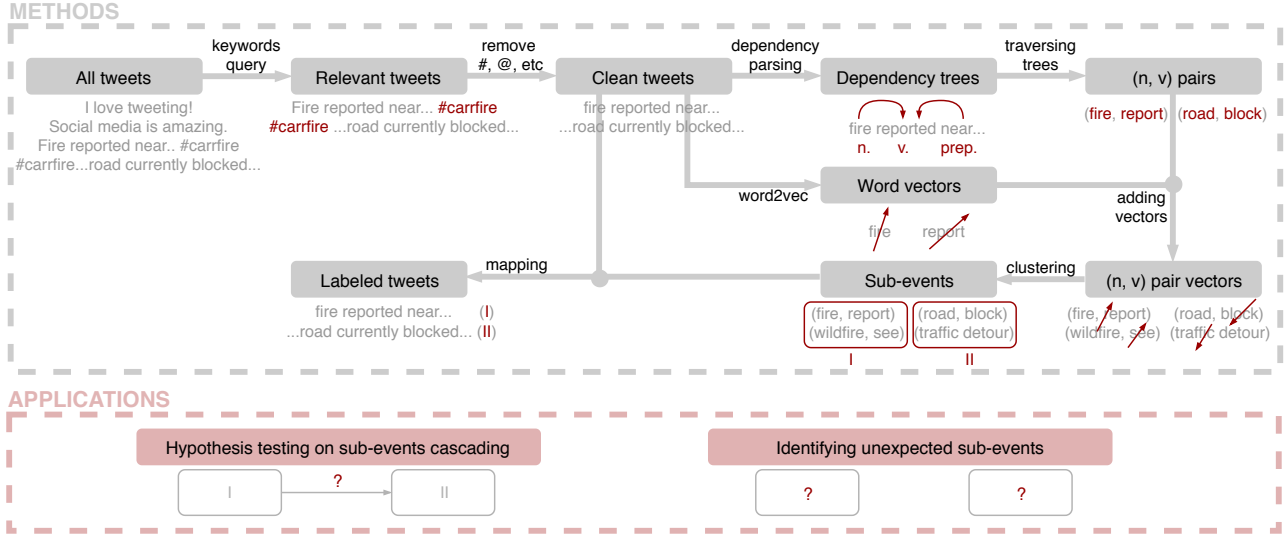 METHODS
keywords
query
remove
#, @, etc
dependency
parsing
traversing
trees
All tweets
Relevant tweets
Clean tweets
Dependency trees
(n, v) pairs
I love tweeting!
Social media is amazing.
Fire reported near.. #carrfire
#carrfire...road currently blocked...
Fire reported near... #carrfire
#carrfire ...road currently blocked...
fire reported near...
...road currently blocked...
fire reported near...
n. v. prep.
(fire, report) (road, block)
word2vec
Word vectors
fire report
adding
vectors
mapping
clustering
Labeled tweets
Sub-events
(n, v) pair vectors
fire reported near... (I)
...road currently blocked... (II)
(fire, report)
(wildfire, see)
I
(road, block)
(traffic detour)
II
(fire, report)
(wildfire, see)
(road, block)
(traffic detour)
APPLICATIONS
Hypothesis testing on sub-events cascading
I ? II
Identifying unexpected sub-events
? ?